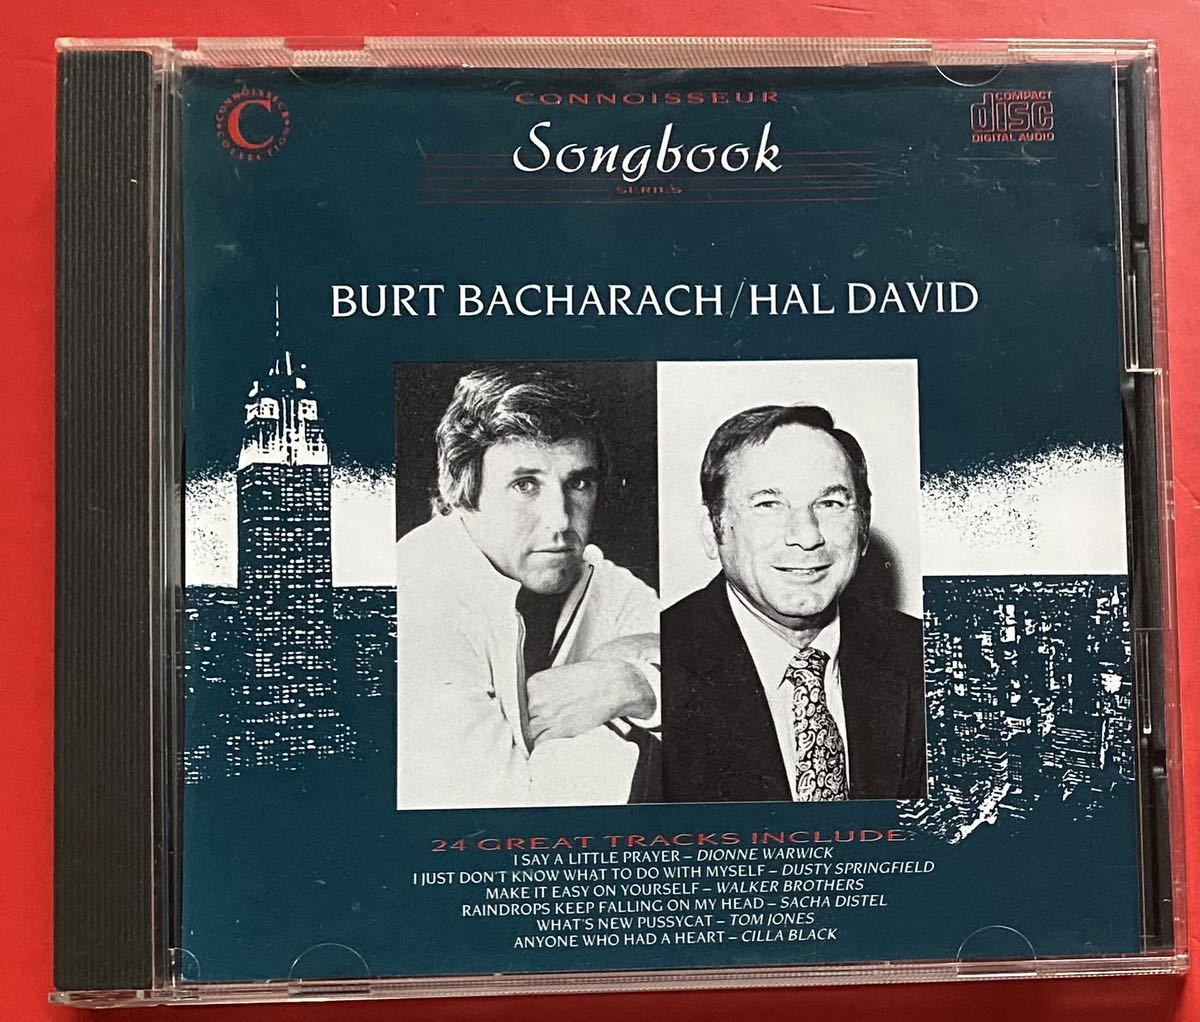 CONNOISSEUR
COLLECTION
C
CONNOISSEUR
Songbook
SERIES
COMPACT
disc
DIGITAL AUDIO
BURT BACHARACH/HAL DAVID
24 GREAT TRACKS INCLUDE:
I SAY A LITTLE PRAYER – DIONNE WARWICK
I JUST DON'T KNOW WHAT TO DO WITH MYSELF – DUSTY SPRINGFIELD
MAKE IT EASY ON YOURSELF – WALKER BROTHERS
RAINDROPS KEEP FALLING ON MY HEAD – SACHA DISTEL
WHAT'S NEW PUSSYCAT – TOM JONES
ANYONE WHO HAD A HEART – CILLA BLACK